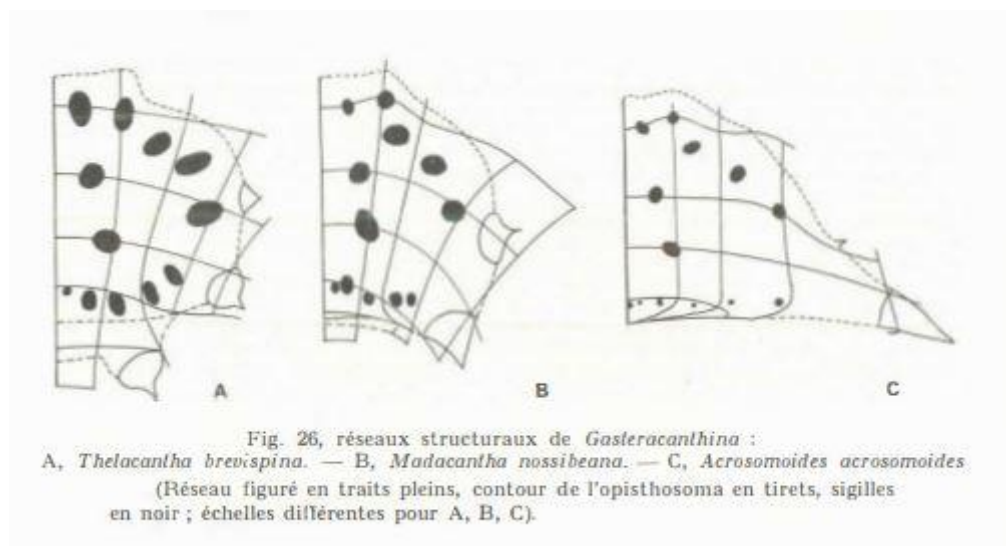 A
B
C
Fig. 26, réseaux structuraux de Gasteracanthina :
A, Thelacantha brevispina. — B, Madacantha nossibeana. — C, Acrosomoides acrosomoides
(Réseau figuré en traits pleins, contour de l'opisthosoma en tirets, sigilles
en noir ; échelles différentes pour A, B, C).